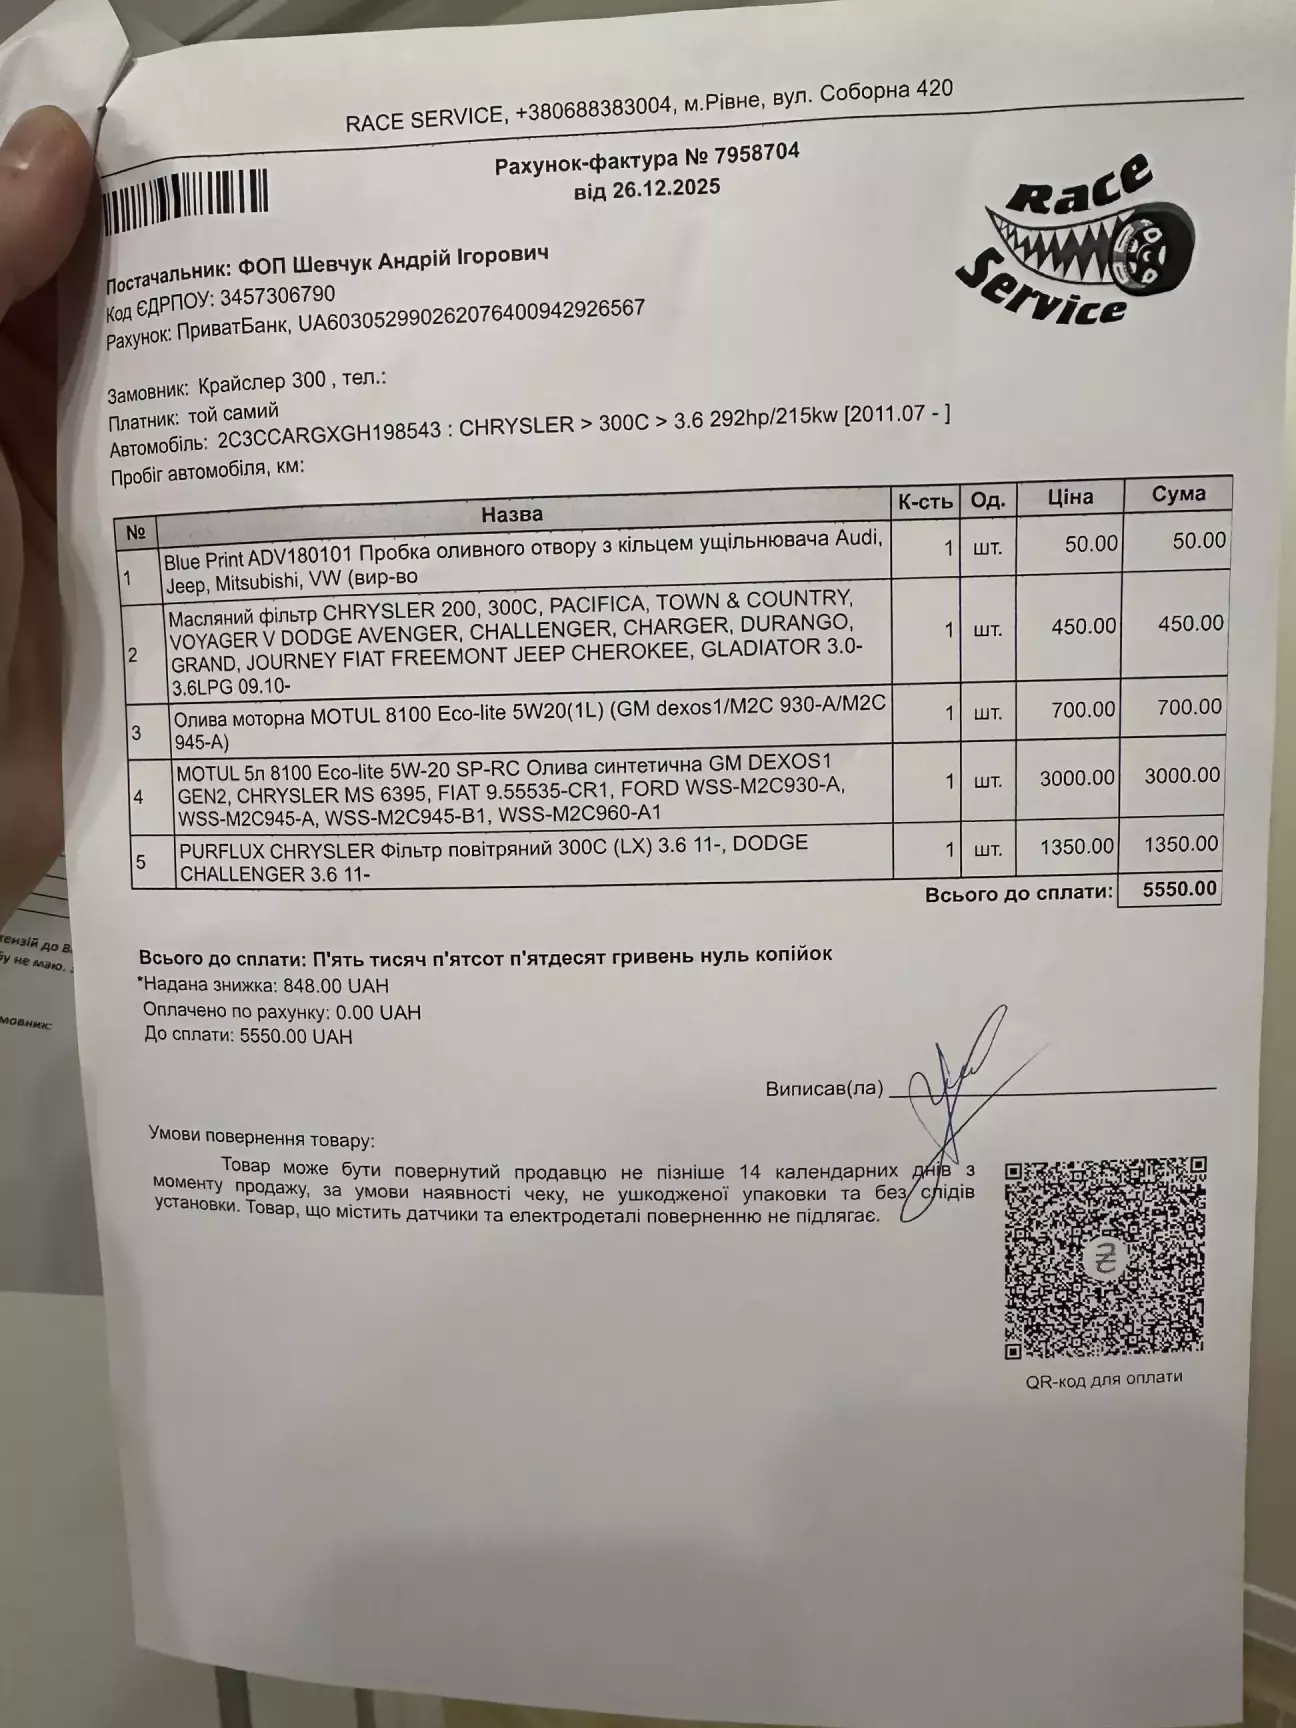 RACE SERVICE, +380688383004, м.Рівне, вул. Соборна 420
Рахунок-фактура № 7958704
від 26.12.2025
Race
Service
Постачальник: ФОП Шевчук Андрій Ігорович
Код ЄДРПОУ: 3457306790
Рахунок: ПриватБанк, UA603052990262076400942926567
Замовник: Крайслер 300 , тел.:
Платник: той самий
Автомобіль: 2C3CCARGXGH198543 : CHRYSLER > 300C > 3.6 292hp/215kw [2011.07 - ]
Пробіг автомобіля, км:
№ Назва К-сть Од. Ціна Сума
1 Blue Print ADV180101 Пробка оливного отвору з кільцем ущільнювача Audi, 1 шт. 50.00 50.00
Jeep, Mitsubishi, VW (вир-во
2 Масляний фільтр CHRYSLER 200, 300C, PACIFICA, TOWN & COUNTRY, 1 шт. 450.00 450.00
VOYAGER V DODGE AVENGER, CHALLENGER, CHARGER, DURANGO,
GRAND, JOURNEY FIAT FREEMONT JEEP CHEROKEE, GLADIATOR 3.0-
3.6LPG 09.10-
3 Олива моторна MOTUL 8100 Eco-lite 5W20(1L) (GM dexos1/M2C 930-A/M2C 1 шт. 700.00 700.00
945-A)
4 MOTUL 5л 8100 Eco-lite 5W-20 SP-RC Олива синтетична GM DEXOS1 1 шт. 3000.00 3000.00
GEN2, CHRYSLER MS 6395, FIAT 9.55535-CR1, FORD WSS-M2C930-A,
WSS-M2C945-A, WSS-M2C945-B1, WSS-M2C960-A1
5 PURFLUX CHRYSLER Фільтр повітряний 300C (LX) 3.6 11-, DODGE 1 шт. 1350.00 1350.00
CHALLENGER 3.6 11-
Всього до сплати: 5550.00
Всього до сплати: П'ять тисяч п'ятсот п'ятдесят гривень нуль копійок
*Надана знижка: 848.00 UAH
Оплачено по рахунку: 0.00 UAH
До сплати: 5550.00 UAH
Виписав(ла)
Умови повернення товару:
Товар може бути повернутий продавцю не пізніше 14 календарних днів з
моменту продажу, за умови наявності чеку, не ушкодженої упаковки та без слідів
установки. Товар, що містить датчики та електродеталі поверненню не підлягає.
₴
QR-код для оплати
до В
не маю.